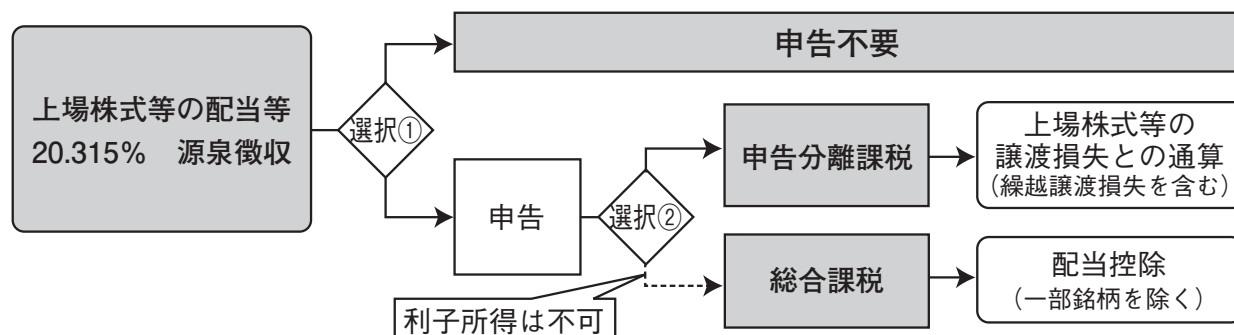 申告不要
上場株式等の配当等
20.315%　源泉徴収
選択①
申告
選択②
申告分離課税
上場株式等の
譲渡損失との通算
（繰越譲渡損失を含む）
総合課税
配当控除
（一部銘柄を除く）
利子所得は不可